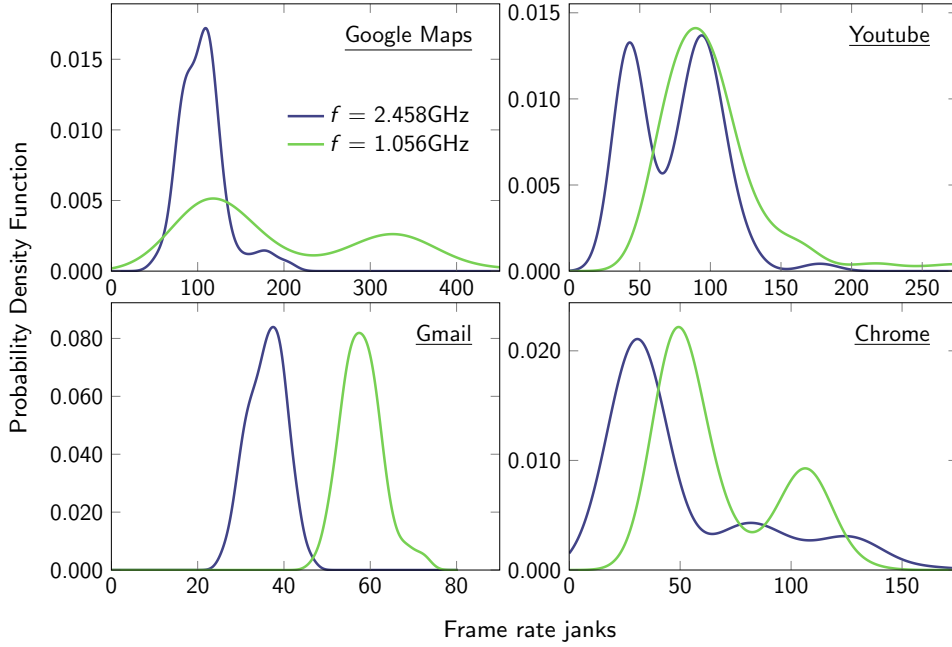 Probability Density Function
Google Maps
0.015
0.010
0.005
0.000
0 100 200 300 400
f = 2.458GHz
f = 1.056GHz
Youtube
0.015
0.010
0.005
0.000
0 50 100 150 200 250
Gmail
0.080
0.060
0.040
0.020
0.000
0 20 40 60 80
Chrome
0.020
0.010
0.000
0 50 100 150
Frame rate janks